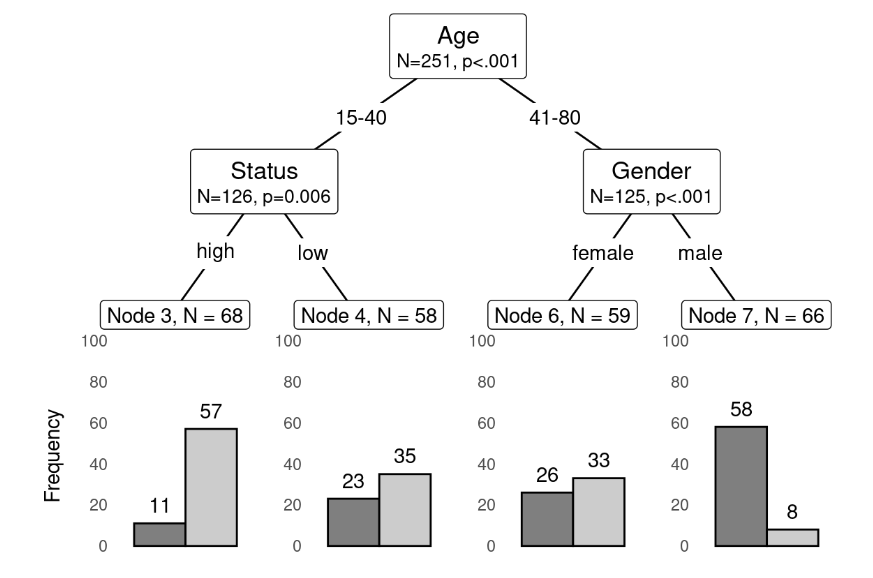 Age
N=251, p<.001
15-40
41-80
Status
N=126, p=0.006
Gender
N=125, p<.001
high
low
female
male
Node 3, N = 68
Node 4, N = 58
Node 6, N = 59
Node 7, N = 66
Frequency
100
80
60
40
20
0
11
57
100
80
60
40
20
0
23
35
100
80
60
40
20
0
26
33
100
80
60
40
20
0
58
8